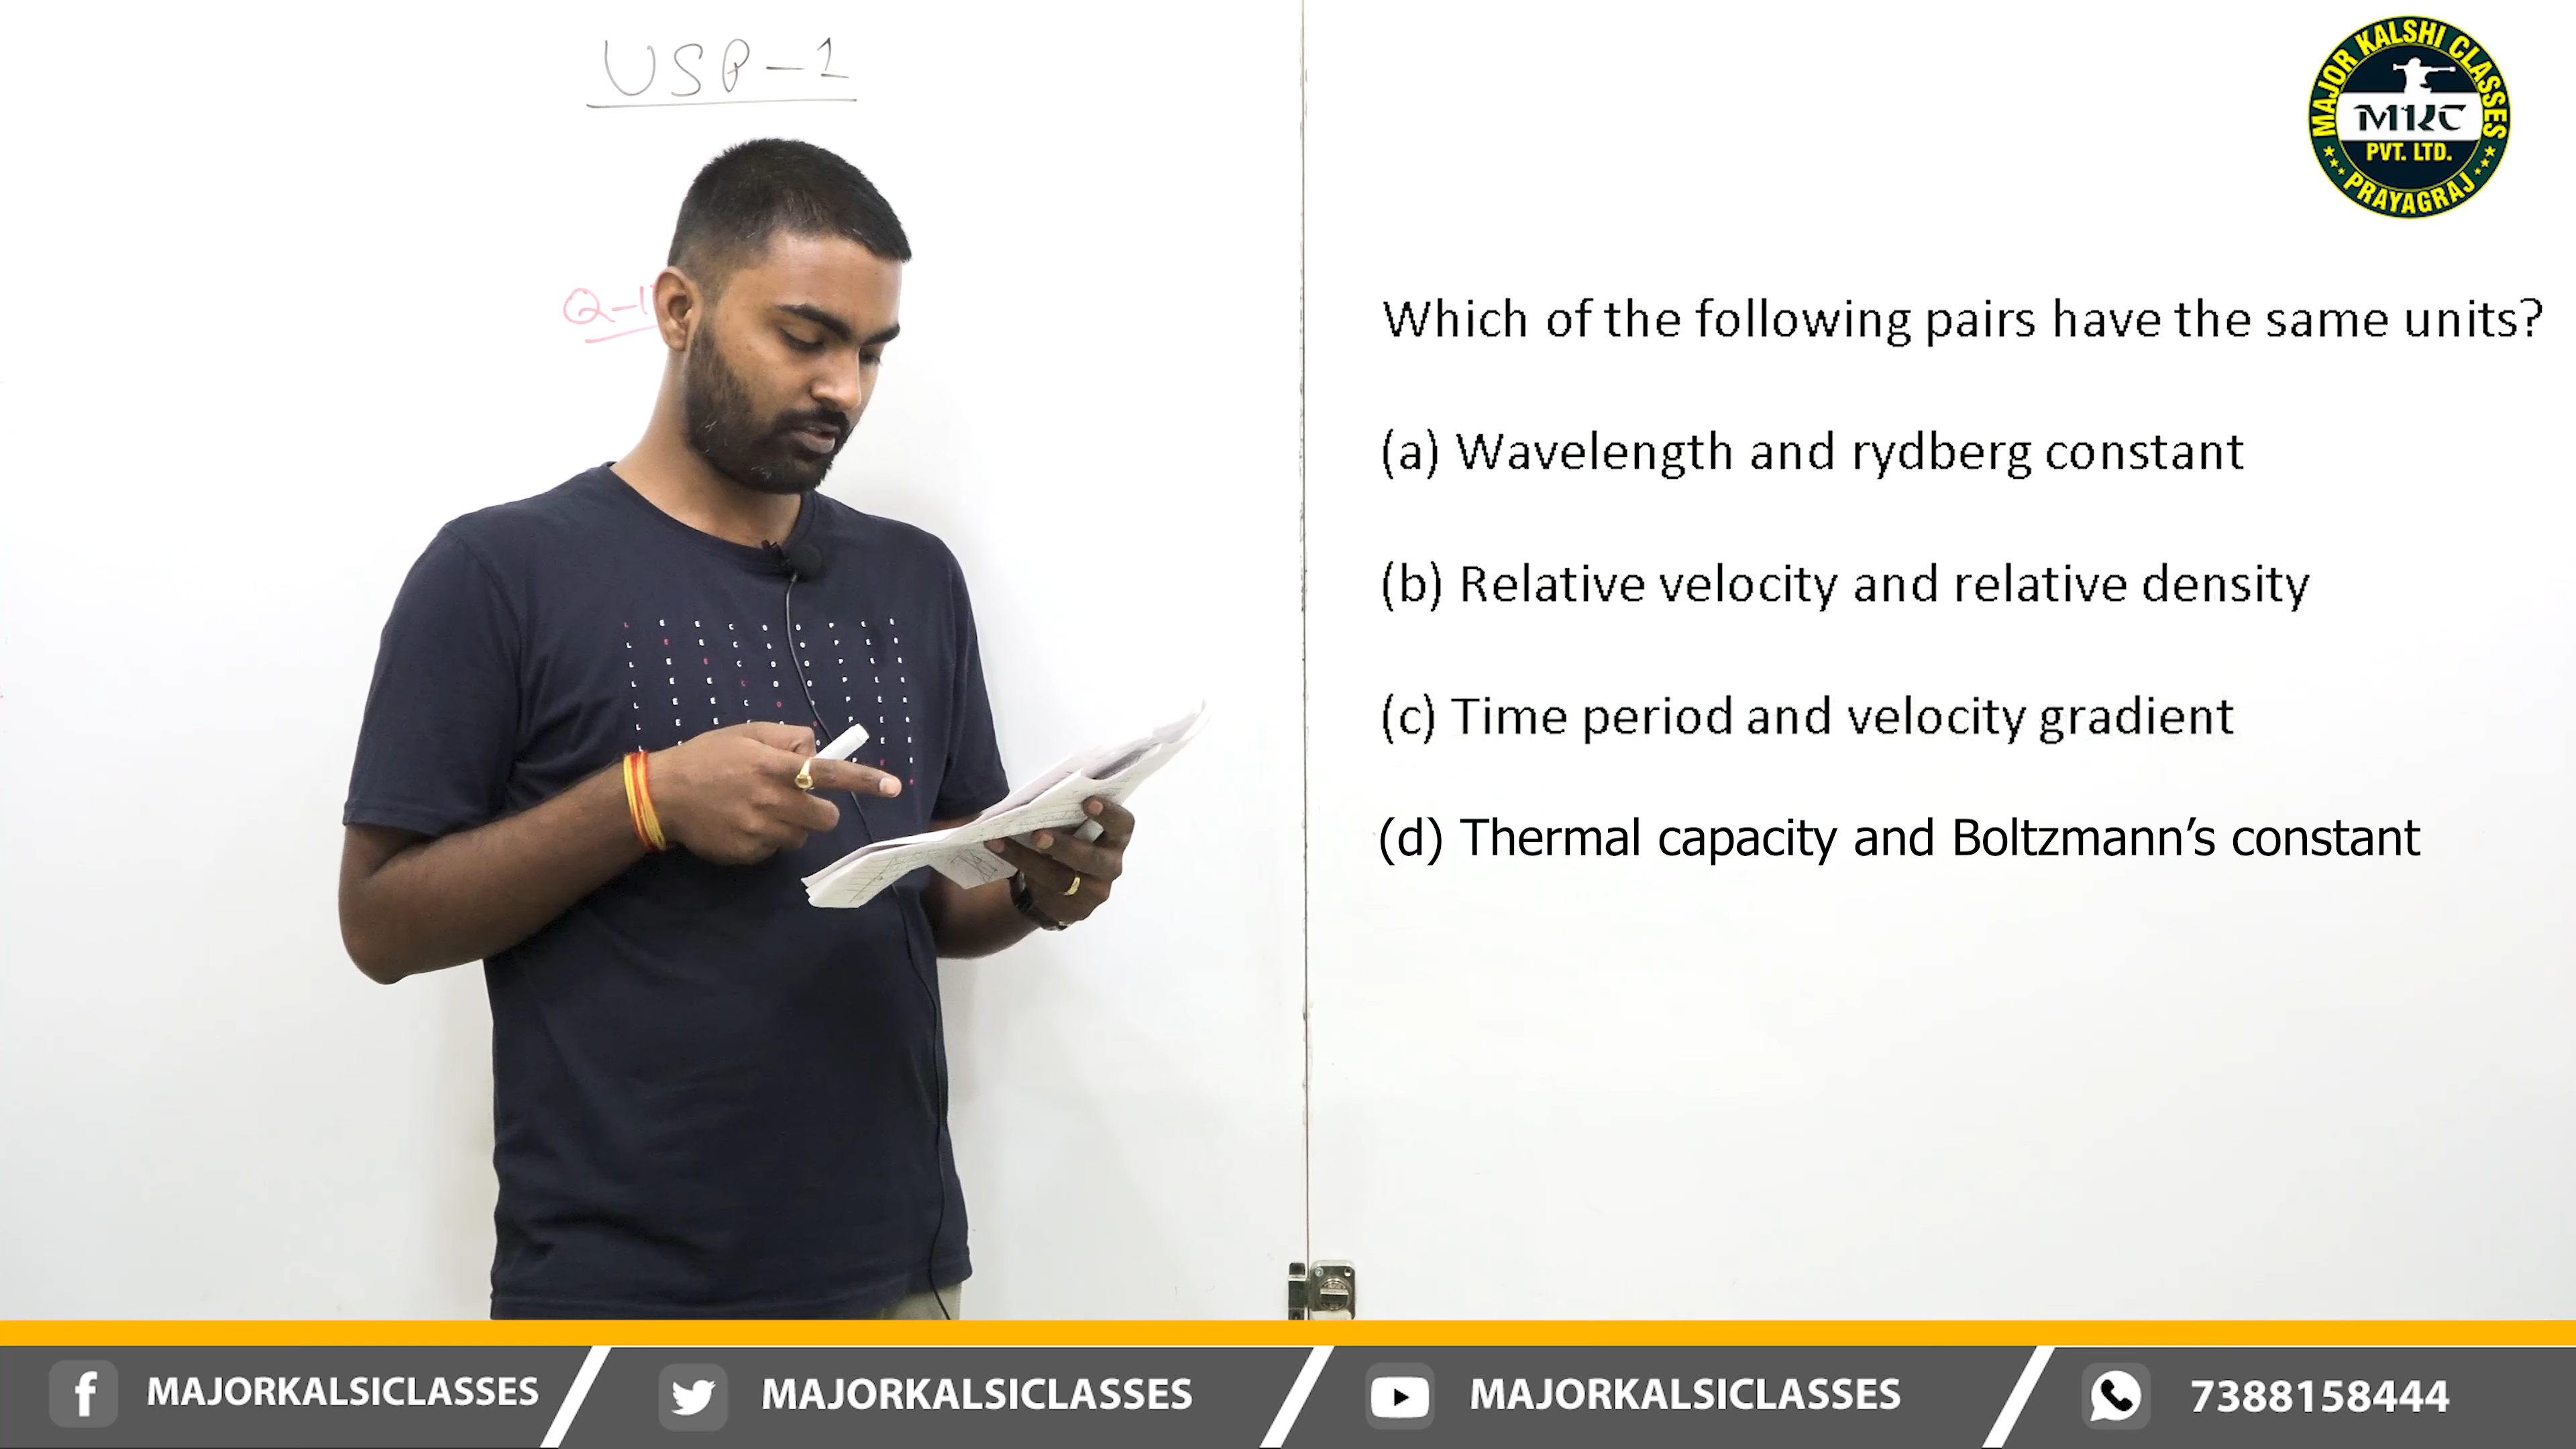 USP-1
Q-1
MAJOR KALSHI CLASSES
MKC
PVT. LTD.
PRAYAGRAJ
Which of the following pairs have the same units?
(a) Wavelength and rydberg constant
(b) Relative velocity and relative density
(c) Time period and velocity gradient
(d) Thermal capacity and Boltzmann’s constant
MAJORKALSICLASSES
MAJORKALSICLASSES
MAJORKALSICLASSES
7388158444